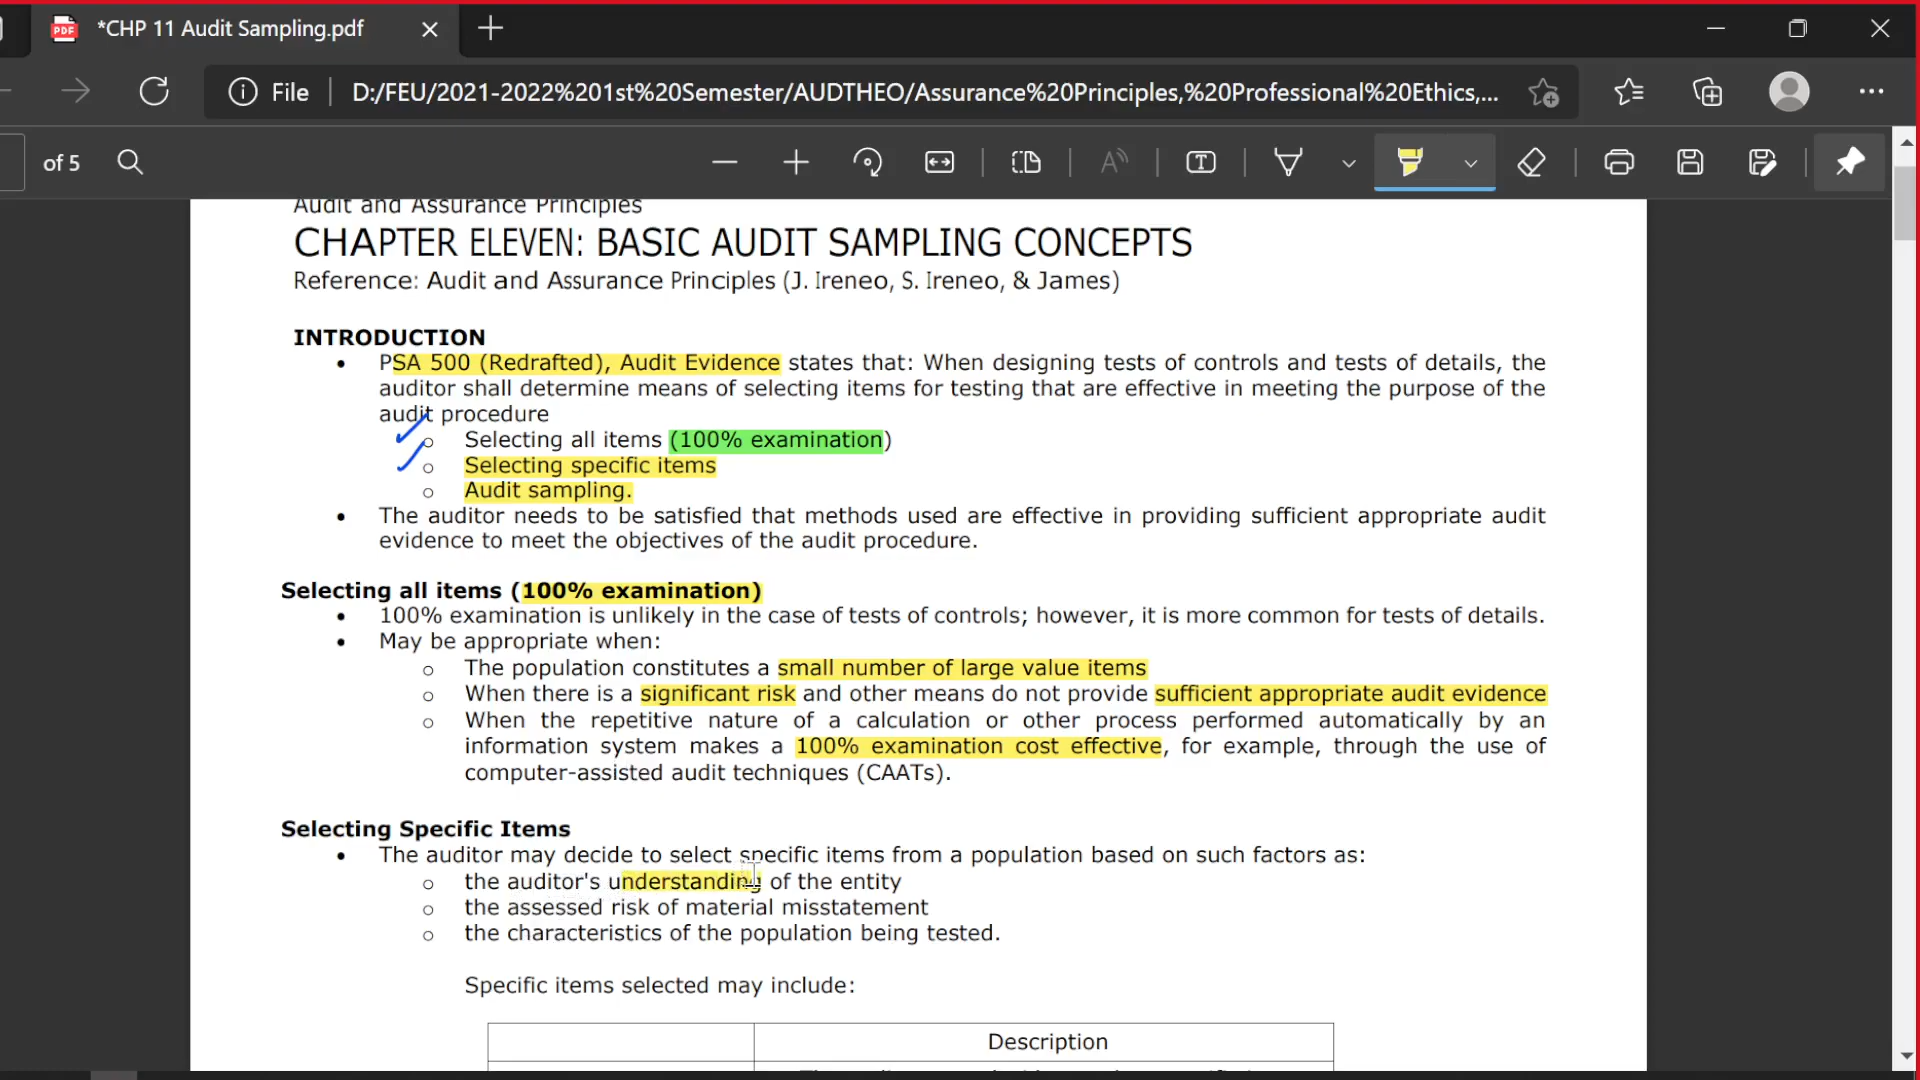 *CHP 11 Audit Sampling.pdf
File
D:/FEU/2021-2022%201st%20Semester/AUDTHEO/Assurance%20Principles,%20Professional%20Ethics,...
of 5
Audit and Assurance Principles
CHAPTER ELEVEN: BASIC AUDIT SAMPLING CONCEPTS
Reference: Audit and Assurance Principles (J. Ireneo, S. Ireneo, & James)
INTRODUCTION
• PSA 500 (Redrafted), Audit Evidence states that: When designing tests of controls and tests of details, the
auditor shall determine means of selecting items for testing that are effective in meeting the purpose of the
audit procedure
o Selecting all items (100% examination)
o Selecting specific items
o Audit sampling.
• The auditor needs to be satisfied that methods used are effective in providing sufficient appropriate audit
evidence to meet the objectives of the audit procedure.
Selecting all items (100% examination)
• 100% examination is unlikely in the case of tests of controls; however, it is more common for tests of details.
• May be appropriate when:
o The population constitutes a small number of large value items
o When there is a significant risk and other means do not provide sufficient appropriate audit evidence
o When the repetitive nature of a calculation or other process performed automatically by an
information system makes a 100% examination cost effective, for example, through the use of
computer-assisted audit techniques (CAATs).
Selecting Specific Items
• The auditor may decide to select specific items from a population based on such factors as:
o the auditor's understanding of the entity
o the assessed risk of material misstatement
o the characteristics of the population being tested.
Specific items selected may include:
Description